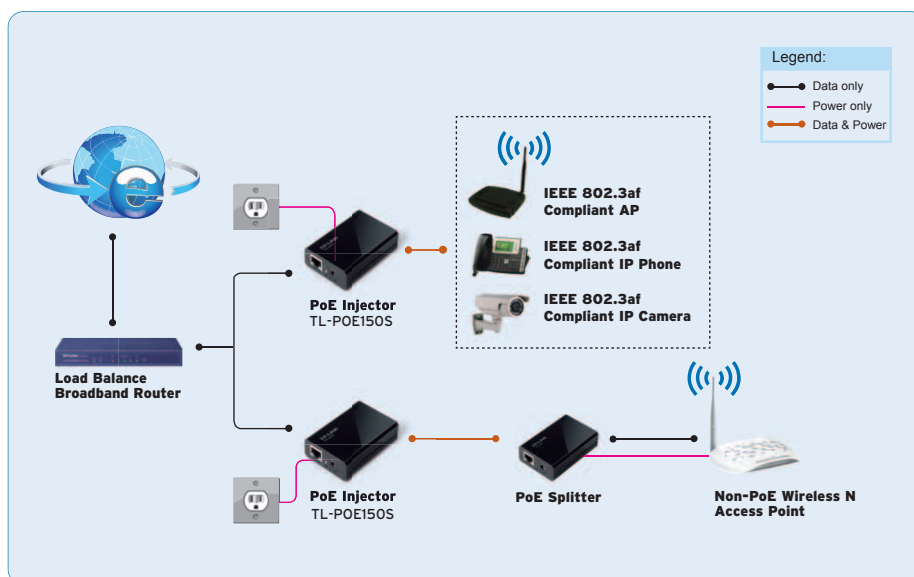 Legend:
Data only
Power only
Data & Power
IEEE 802.3af
Compliant AP
IEEE 802.3af
Compliant IP Phone
IEEE 802.3af
Compliant IP Camera
PoE Injector
TL-POE150S
Load Balance
Broadband Router
PoE Injector
TL-POE150S
PoE Splitter
Non-PoE Wireless N
Access Point